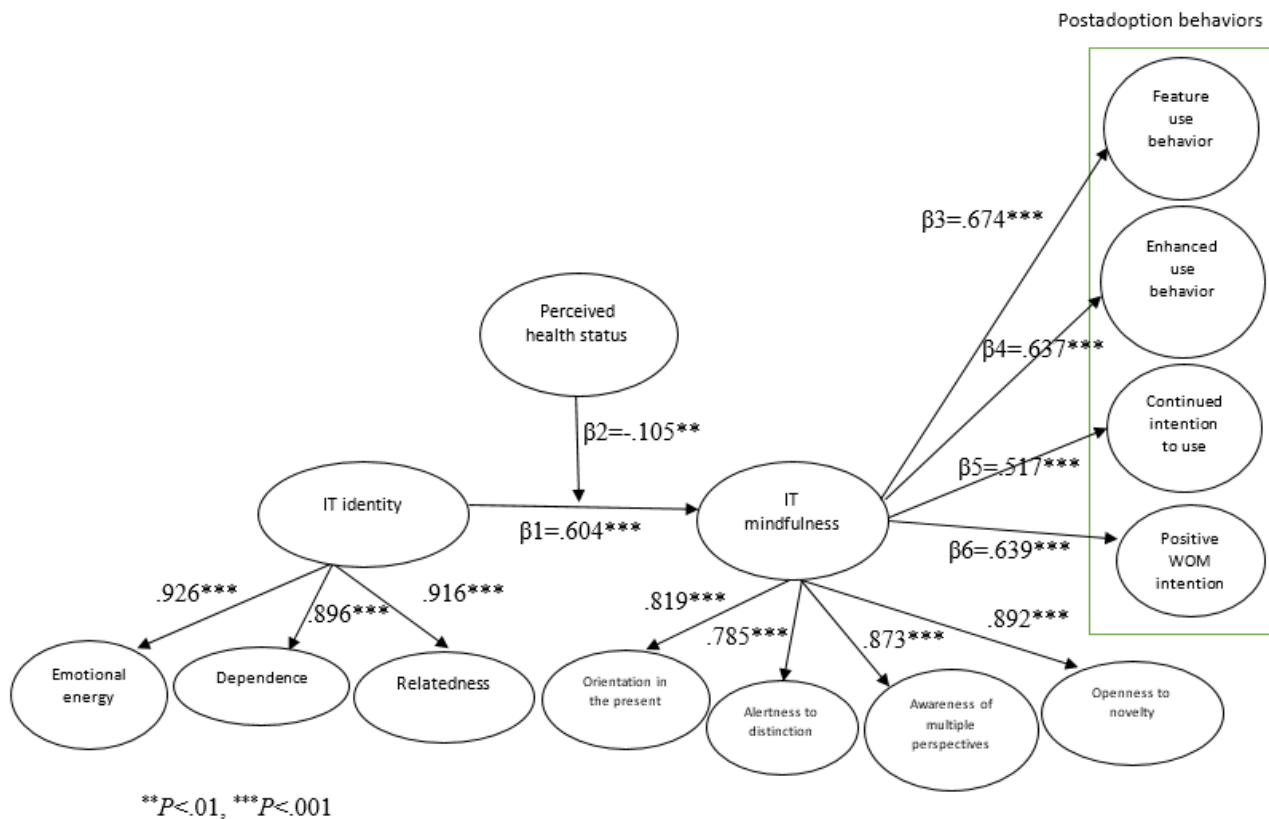 Postadoption behaviors
Feature
use
behavior
β3=.674***
Enhanced
use
behavior
Perceived
health status
β4=.637***
Continued
intention
to use
β2=-.105**
β5=.517***
IT identity
IT
mindfulness
β1=.604***
β6=.639***
Positive
WOM
intention
.926***
.896***
.916***
.819***
.785***
.873***
.892***
Emotional
energy
Dependence
Relatedness
Orientation in
the present
Alertness to
distinction
Awareness of
multiple
perspectives
Openness to
novelty
**P<.01, ***P<.001